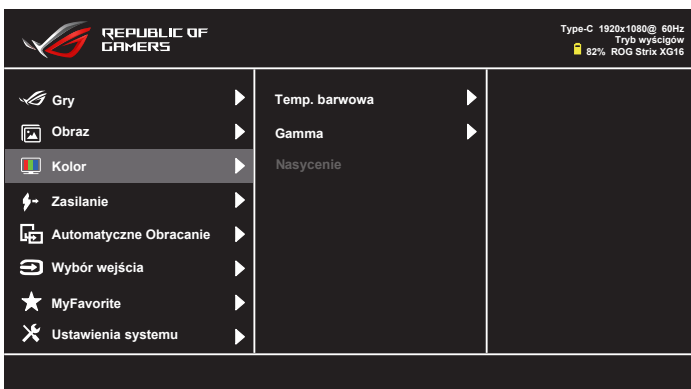 REPUBLIC OF
GAMERS
Type-C 1920x1080@ 60Hz
Tryb wyścigów
82% ROG Strix XG16
Gry
Obraz
Kolor
Zasilanie
Automatyczne Obracanie
Wybór wejścia
MyFavorite
Ustawienia systemu
Temp. barwowa
Gamma
Nasycenie